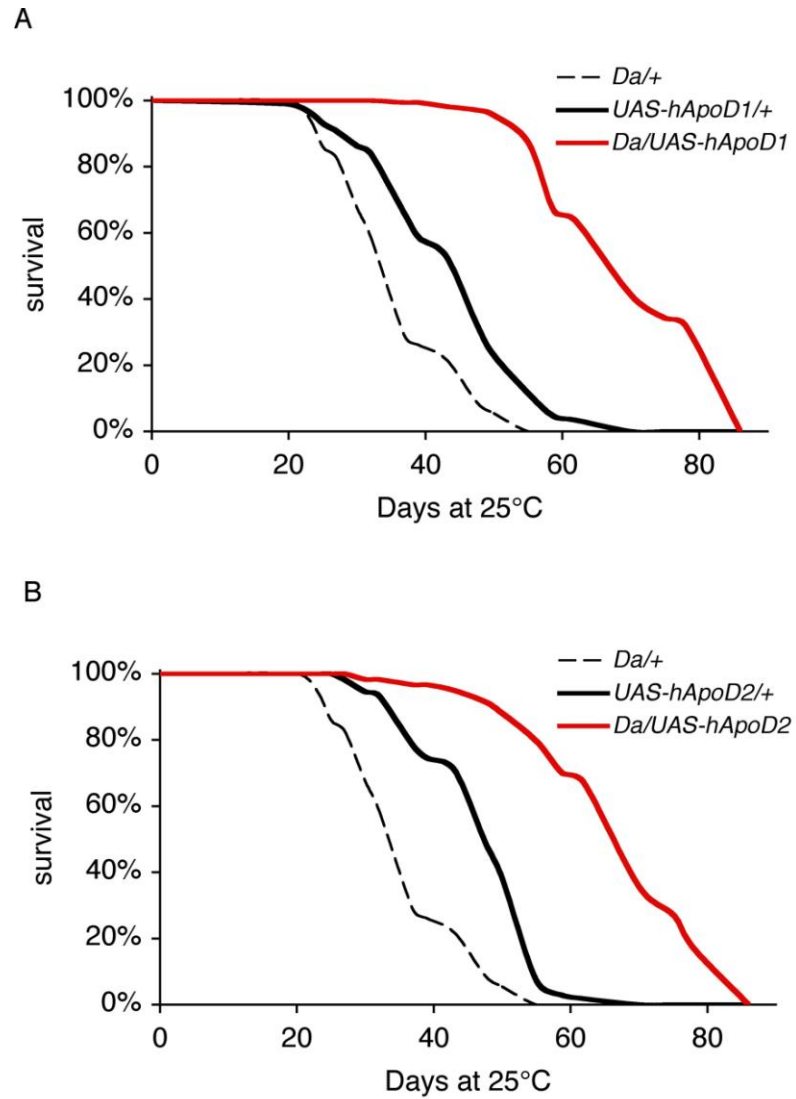 A
Da/+
UAS-hApoD1/+
Da/UAS-hApoD1
100%
80%
60%
40%
20%
0%
survival
0 20 40 60 80
Days at 25°C
B
Da/+
UAS-hApoD2/+
Da/UAS-hApoD2
100%
80%
60%
40%
20%
0%
survival
0 20 40 60 80
Days at 25°C